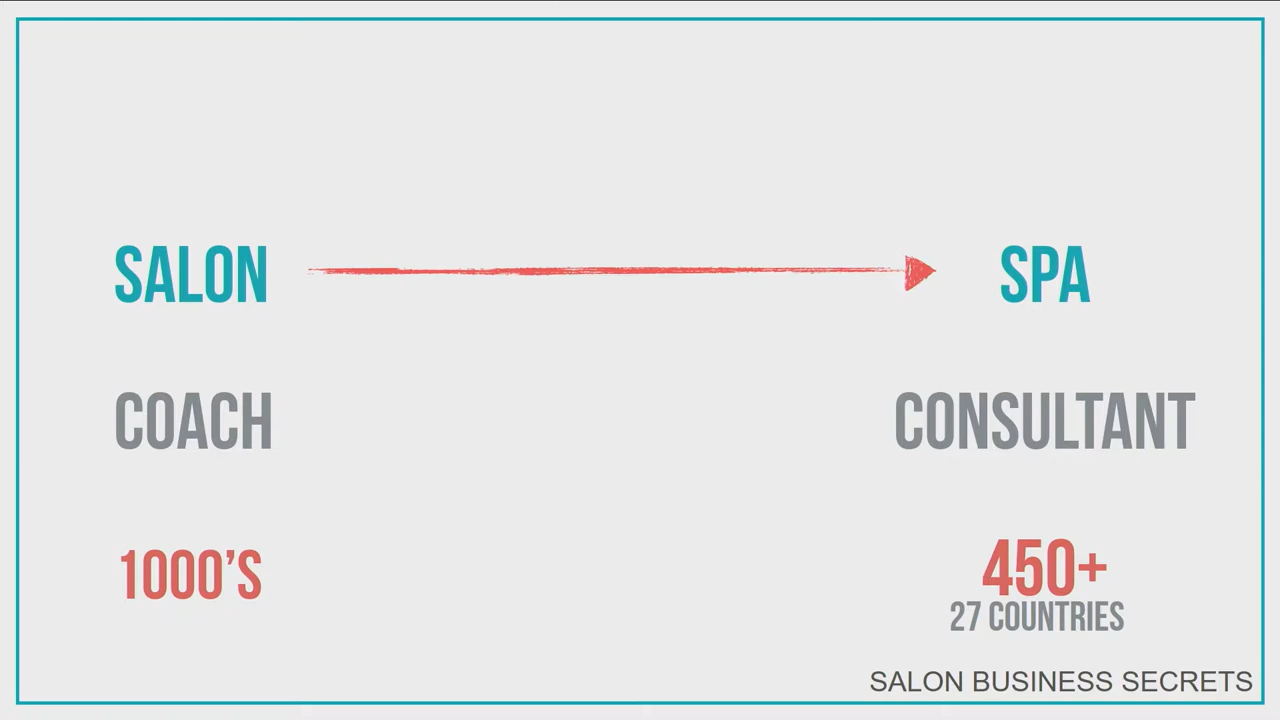 SALON SPA
COACH CONSULTANT
1000'S 450+
27 COUNTRIES
SALON BUSINESS SECRETS